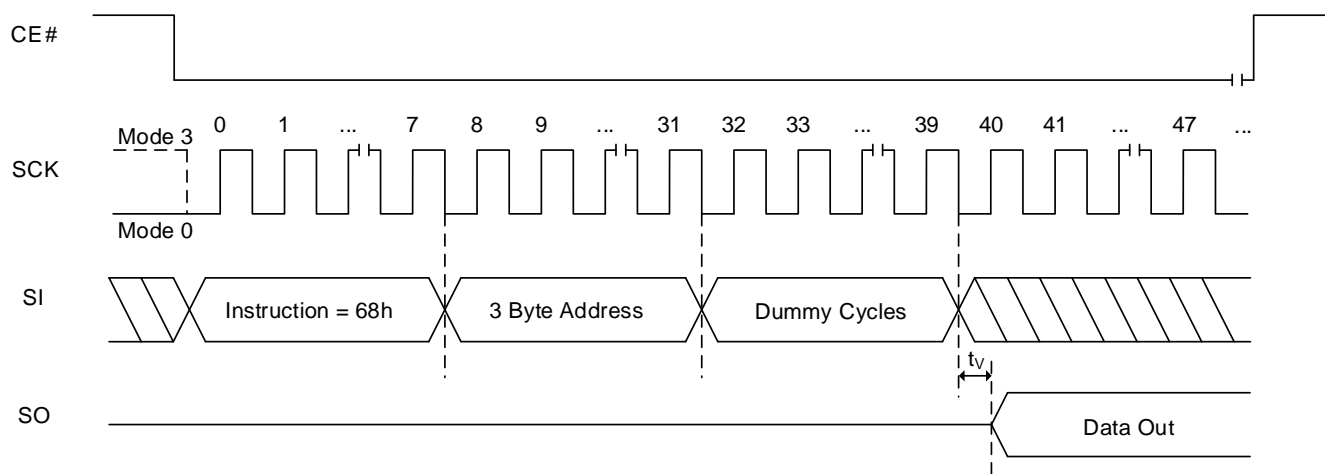 CE#
0 1 ... 7 8 9 ... 31 32 33 ... 39 40 41 ... 47 ...
Mode 3
SCK
Mode 0
SI
Instruction = 68h
3 Byte Address
Dummy Cycles
tV
SO
Data Out